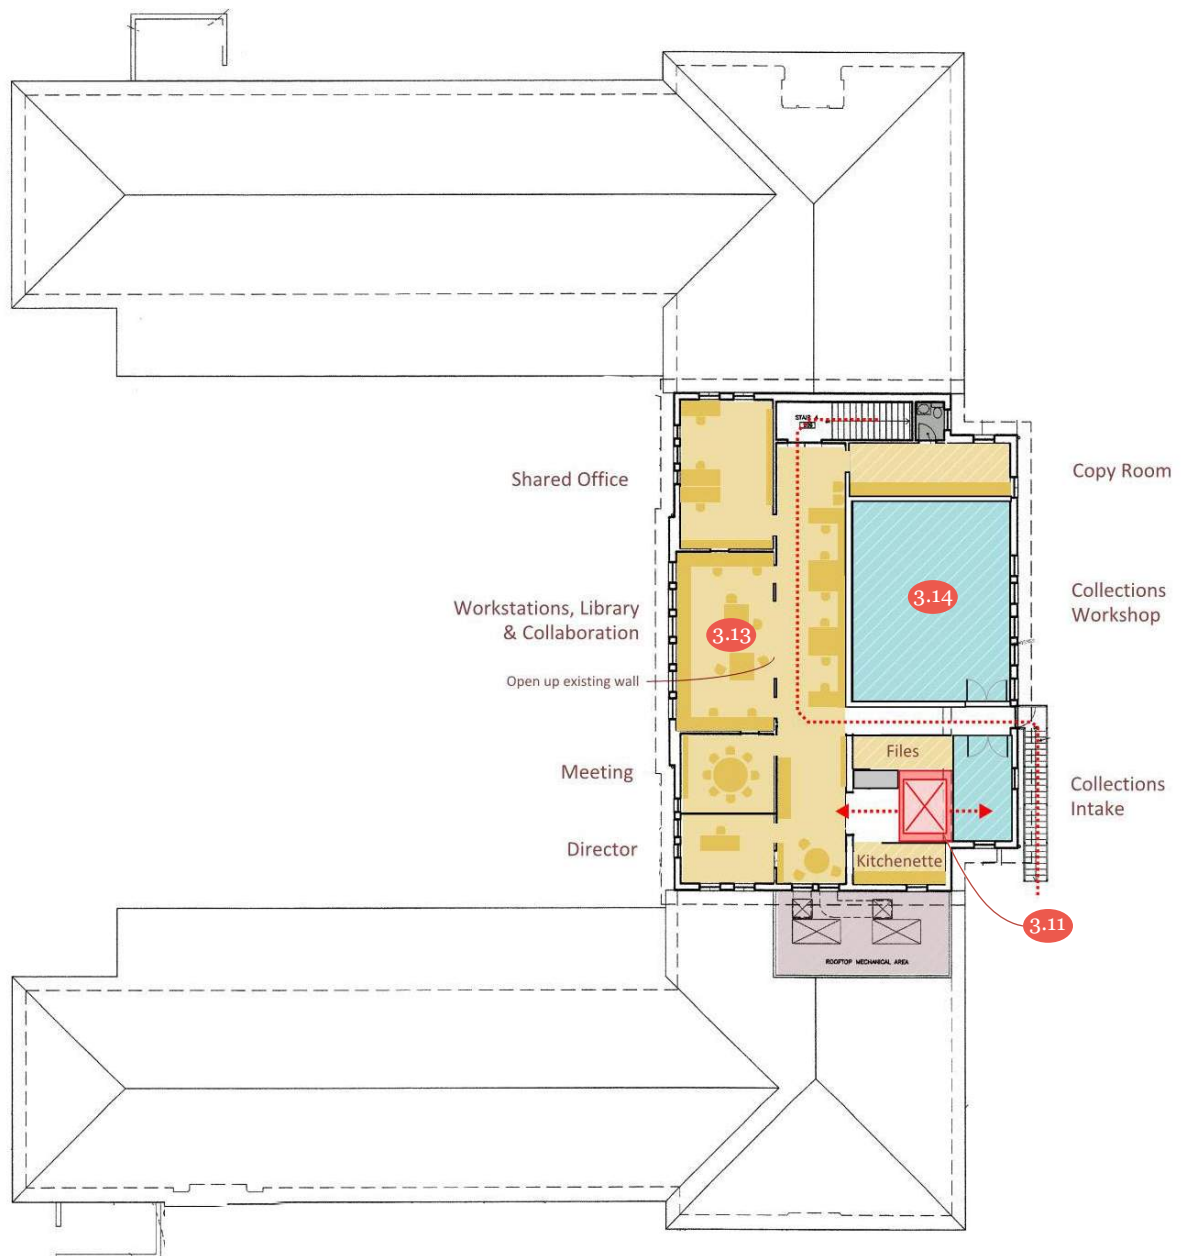 STAIR
Shared Office
Copy Room
3.14
Collections
Workshop
Workstations, Library
& Collaboration
3.13
Open up existing wall
Files
Meeting
Collections
Intake
Director
Kitchenette
3.11
ROOFTOP MECHANICAL AREA